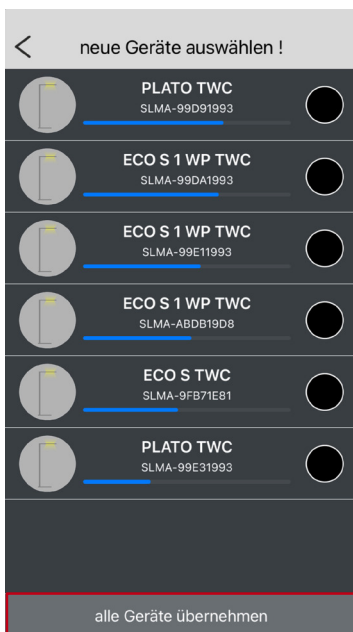 neue Geräte auswählen !
PLATO TWC
SLMA-99D91993
ECO S 1 WP TWC
SLMA-99DA1993
ECO S 1 WP TWC
SLMA-99E11993
ECO S 1 WP TWC
SLMA-ABDB19D8
ECO S TWC
SLMA-9FB71E81
PLATO TWC
SLMA-99E31993
alle Geräte übernehmen